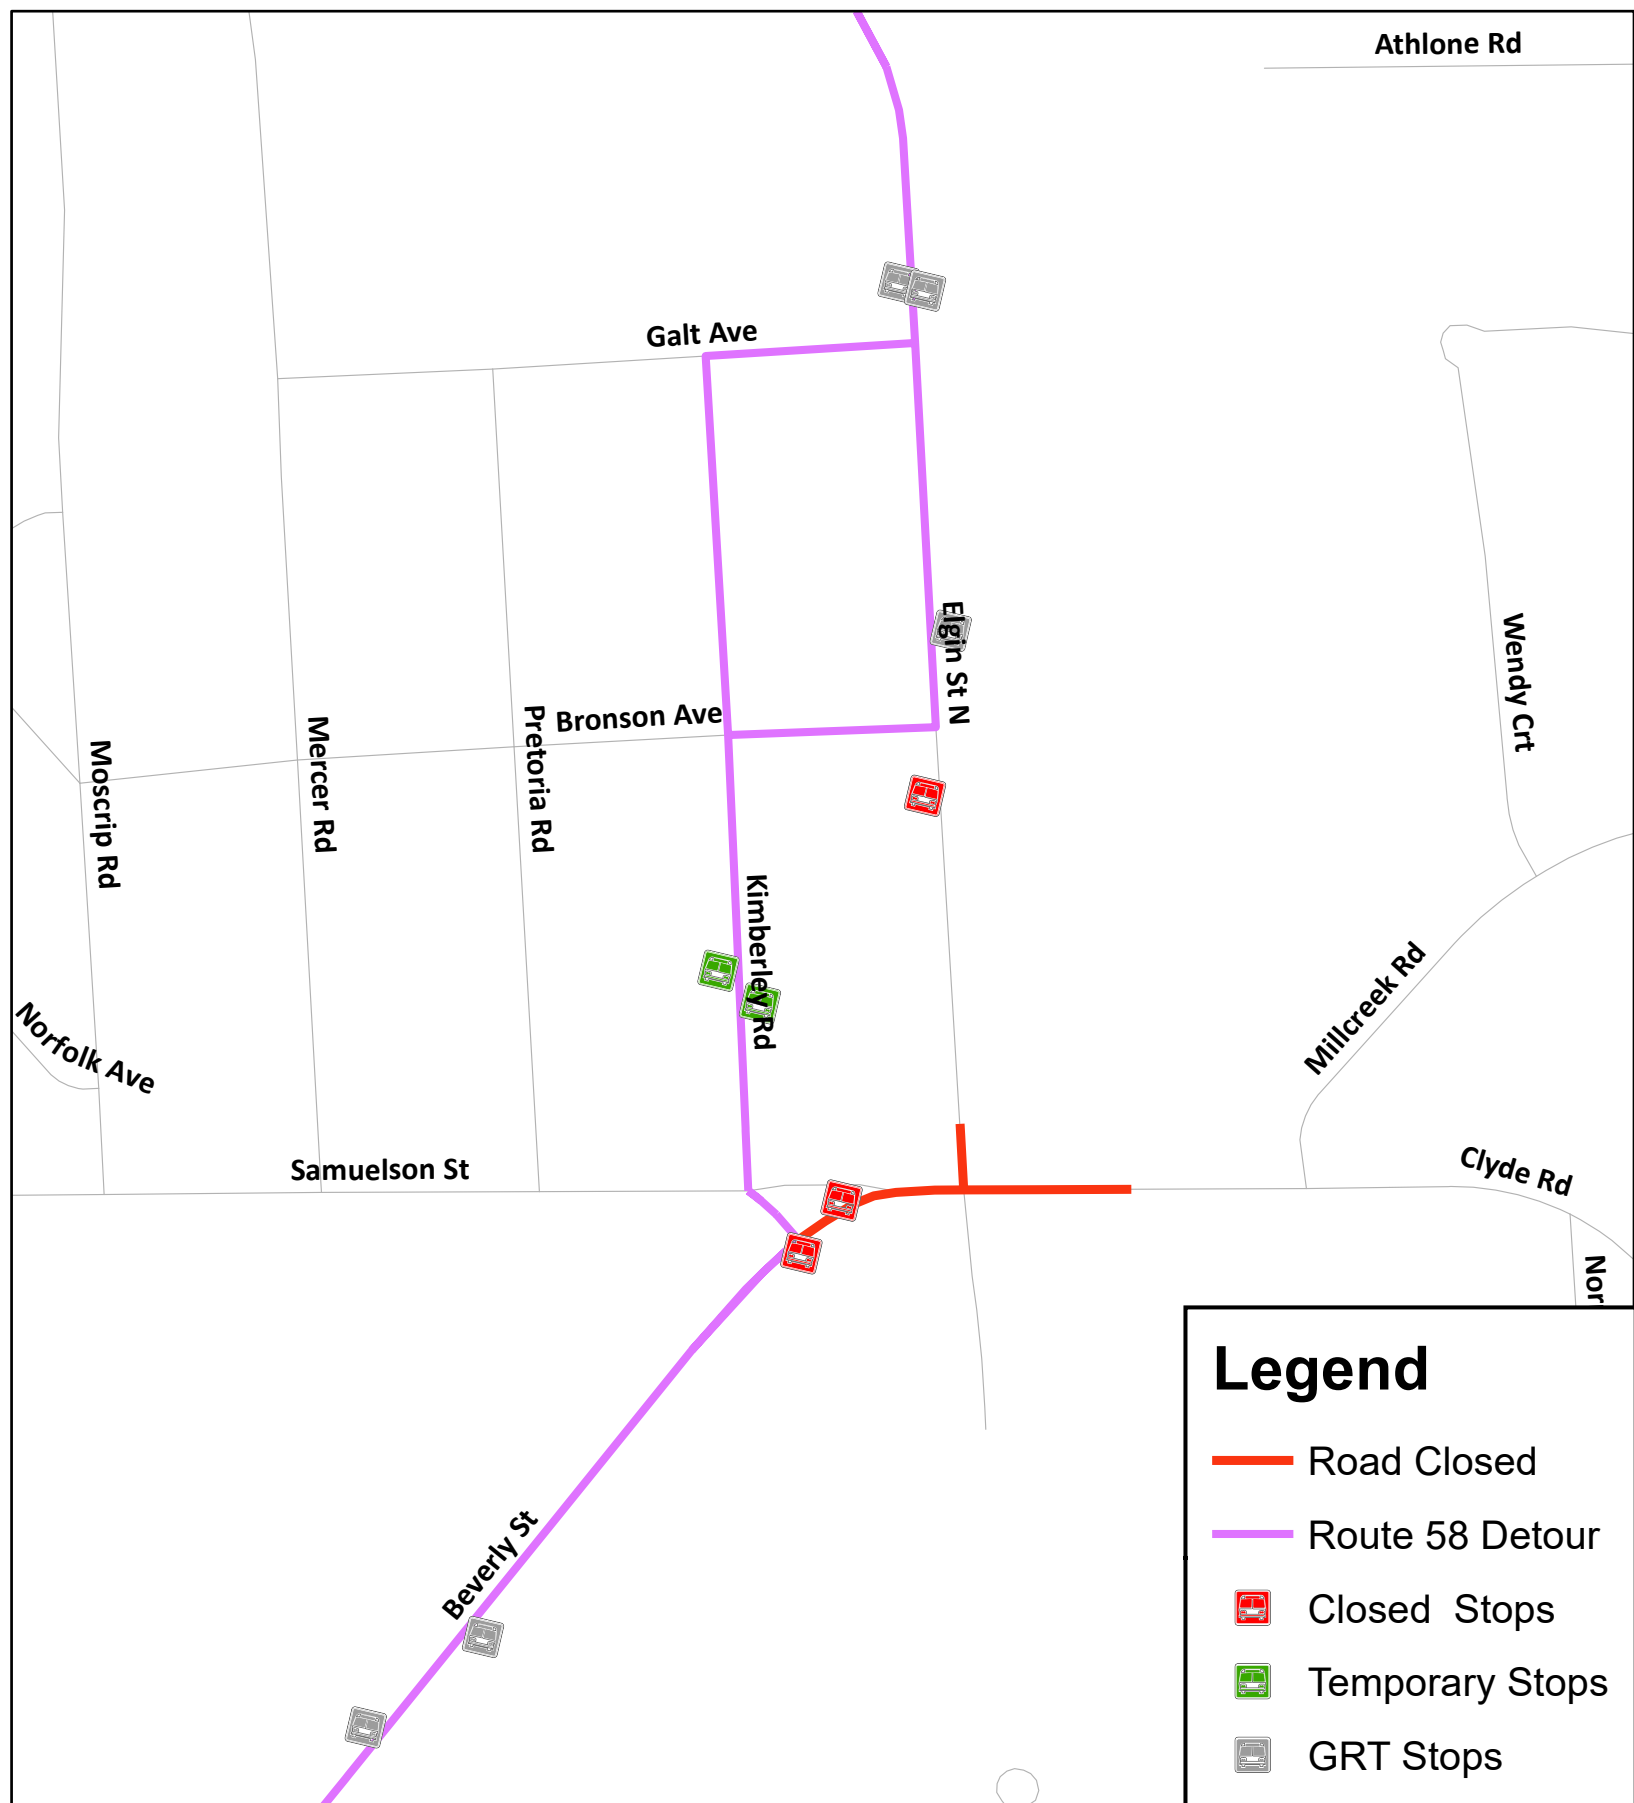 Athlone Rd
Galt Ave
Elgin St N
Wendy Crt
Bronson Ave
Pretoria Rd
Mercer Rd
Moscrip Rd
Kimberley Rd
Millcreek Rd
Norfolk Ave
Samuelson St
Clyde Rd
Nor
Beverly St
Legend
Road Closed
Route 58 Detour
Closed Stops
Temporary Stops
GRT Stops